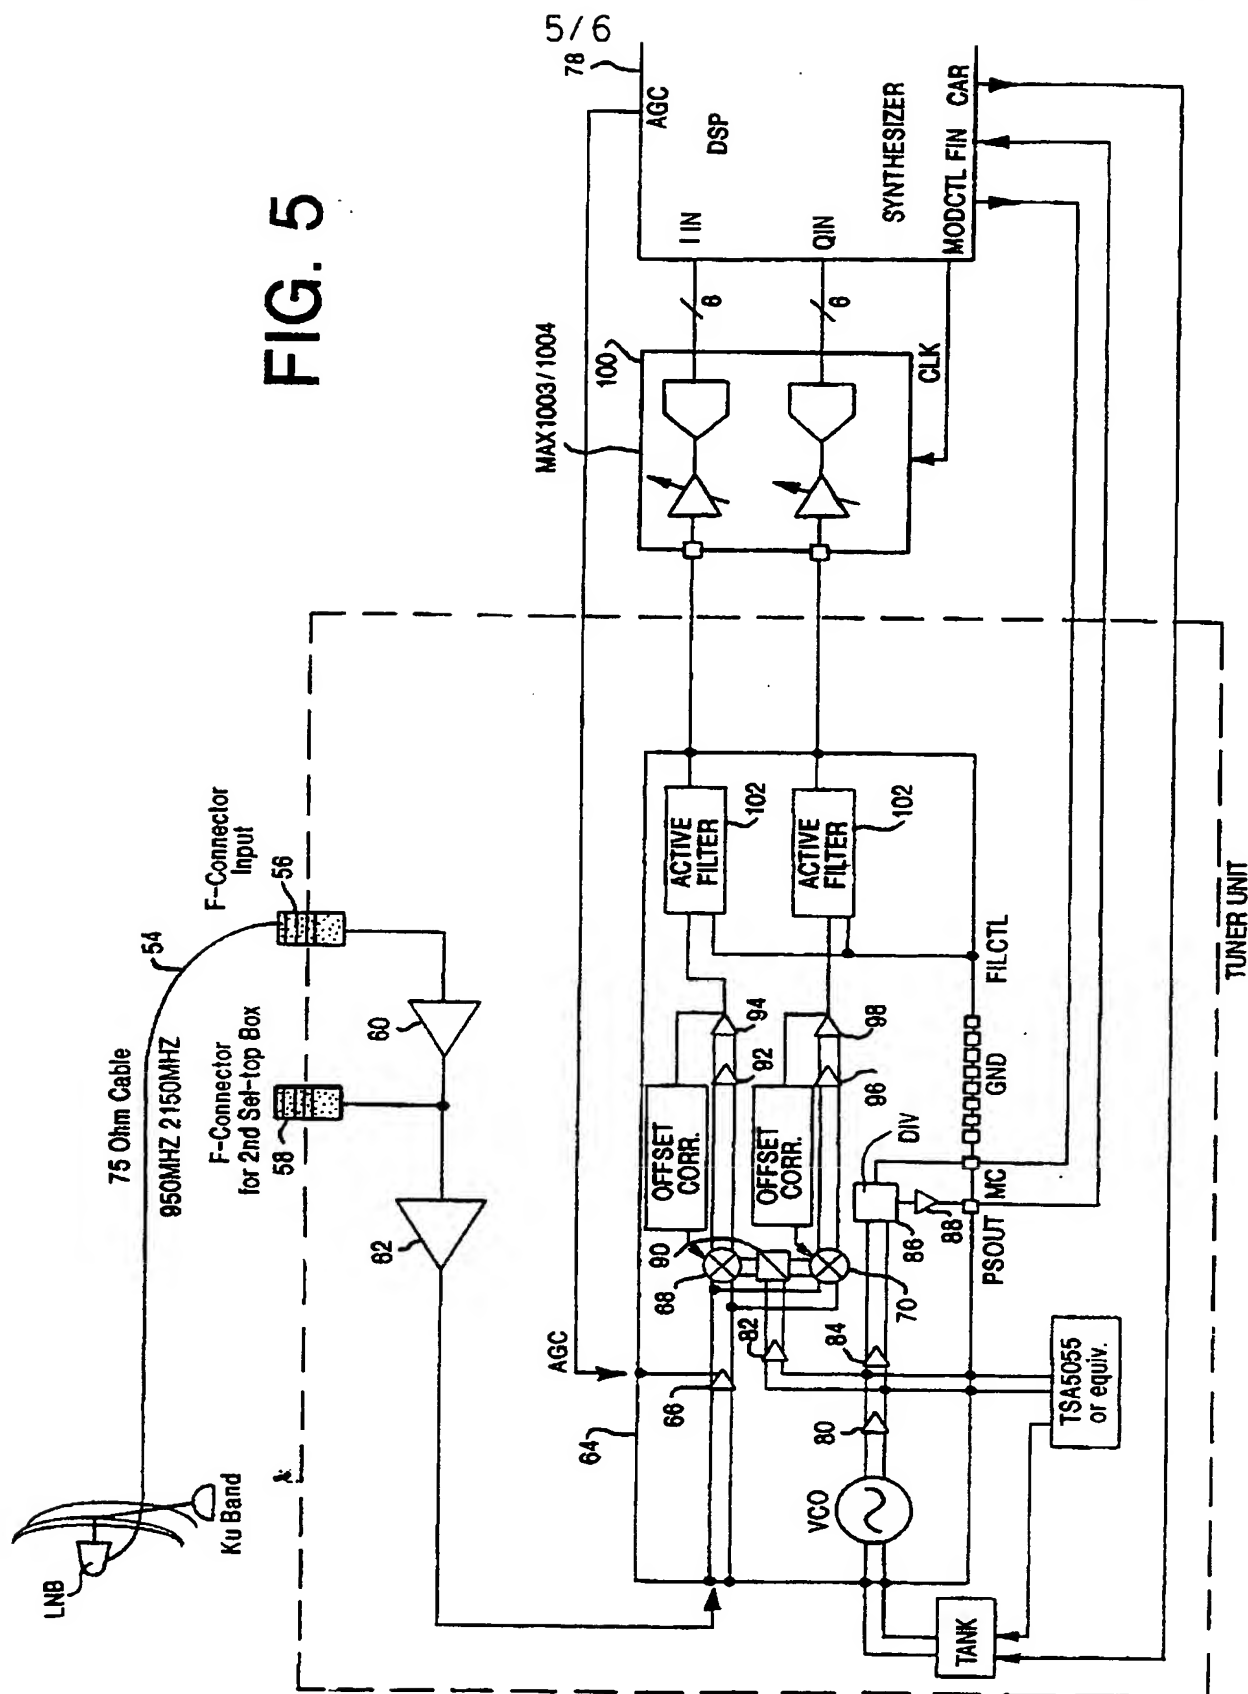 5/6
FIG. 5
LNB
Ku Band
75 Ohm Cable
950MHZ 2150MHZ
54
F-Connector
Input
56
F-Connector
for 2nd Set-top Box
58
60
62
AGC
64
66
68
90
OFFSET
CORR.
92
94
ACTIVE
FILTER
102
82
70
OFFSET
CORR.
96
98
ACTIVE
FILTER
102
VCO
80
84
86
DIV
88
PSOUT
MC
GND
FILCTL
TANK
TSA5055
or equiv.
TUNER UNIT
MAX1003/1004
100
CLK
6
6
78
AGC
I IN
DSP
QIN
SYNTHESIZER
MODCTL
FIN
CAR